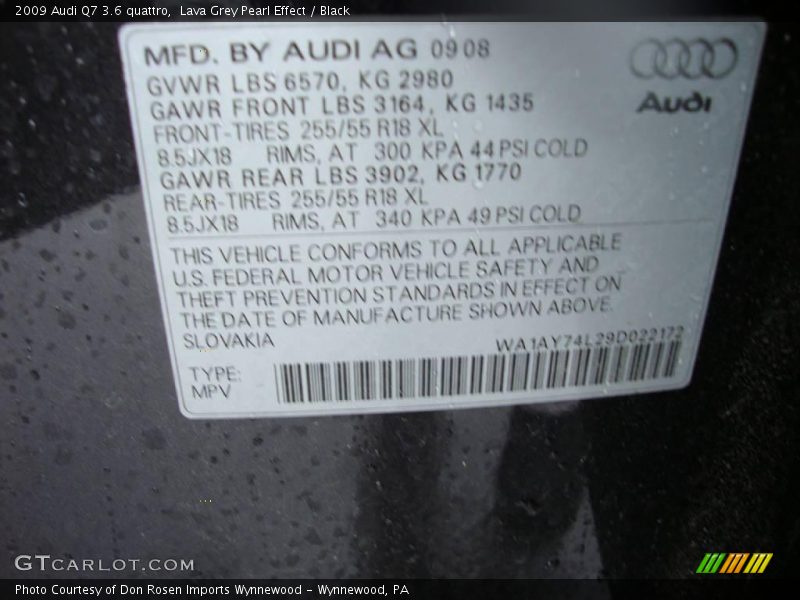 2009 Audi Q7 3.6 quattro, Lava Grey Pearl Effect / Black
MFD. BY AUDI AG 09 08
GVWR LBS 6570, KG 2980
GAWR FRONT LBS 3164, KG 1435
FRONT-TIRES 255/55 R18 XL
8.5JX18 RIMS, AT 300 KPA 44 PSI COLD
GAWR REAR LBS 3902, KG 1770
REAR-TIRES 255/55 R18 XL
8.5JX18 RIMS, AT 340 KPA 49 PSI COLD
Audi
THIS VEHICLE CONFORMS TO ALL APPLICABLE
U.S. FEDERAL MOTOR VEHICLE SAFETY AND
THEFT PREVENTION STANDARDS IN EFFECT ON
THE DATE OF MANUFACTURE SHOWN ABOVE.
SLOVAKIA WA1AY74L29D022172
TYPE:
MPV
GTCARLOT.COM
Photo Courtesy of Don Rosen Imports Wynnewood - Wynnewood, PA